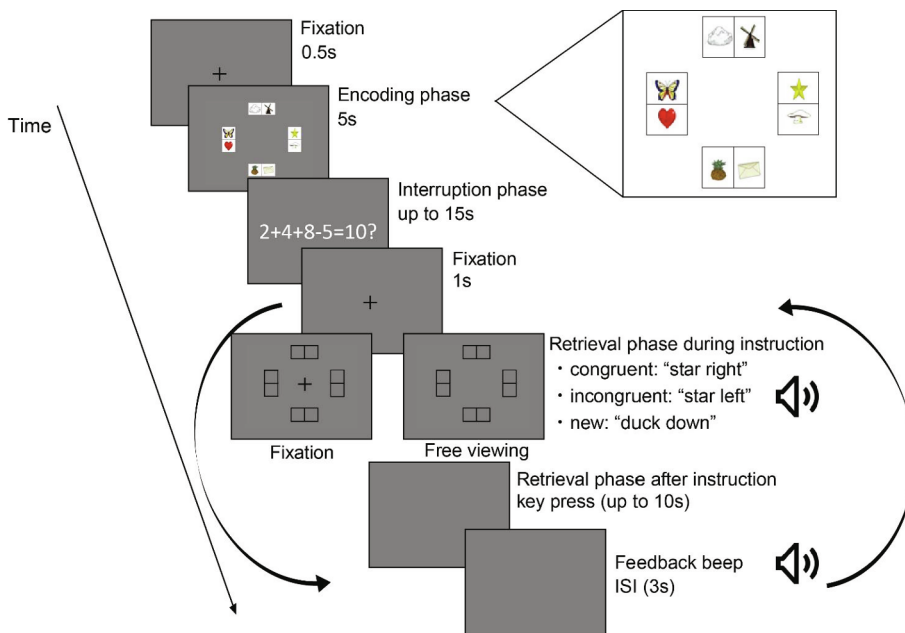 Fixation
0.5s
Time
Encoding phase
5s
Interruption phase
up to 15s
2+4+8-5=10?
Fixation
1s
Retrieval phase during instruction
・congruent: “star right”
・incongruent: “star left”
・new: “duck down”
Fixation
Free viewing
Retrieval phase after instruction
key press (up to 10s)
Feedback beep
ISI (3s)